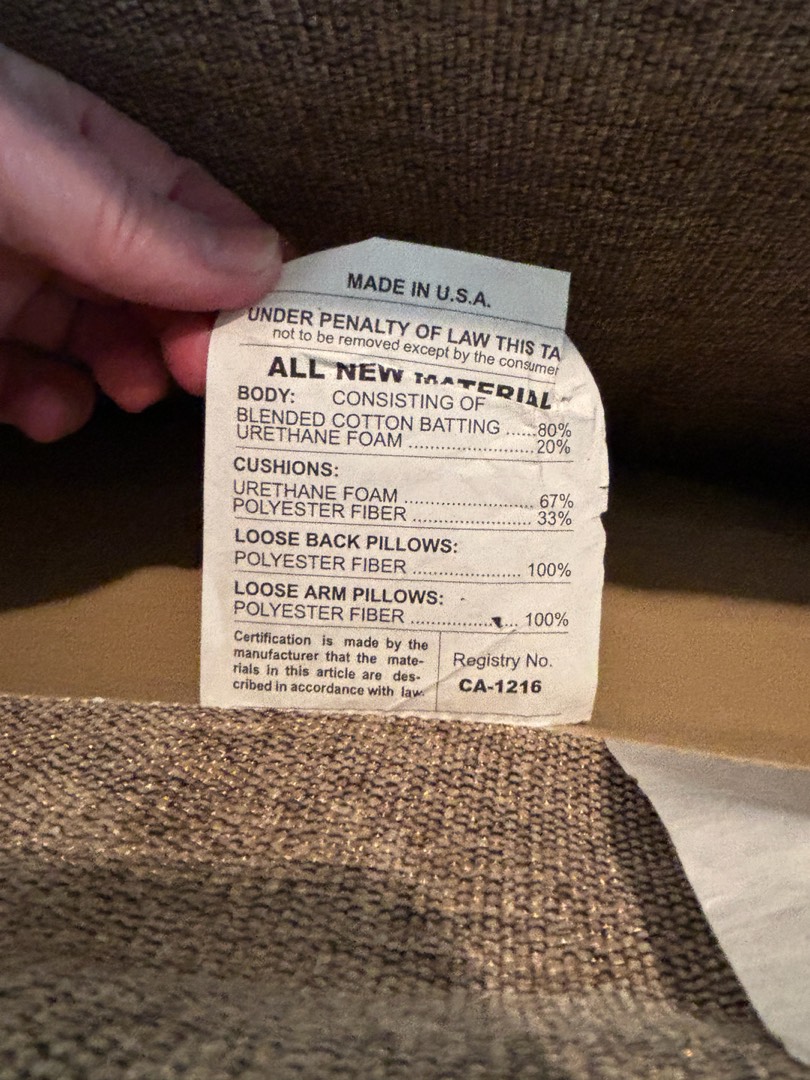 MADE IN U.S.A.
UNDER PENALTY OF LAW THIS TA
not to be removed except by the consumer
ALL NEW MATERIAL
BODY: CONSISTING OF
BLENDED COTTON BATTING ......80%
URETHANE FOAM ......................20%
CUSHIONS:
URETHANE FOAM ...................... 67%
POLYESTER FIBER .................... 33%
LOOSE BACK PILLOWS:
POLYESTER FIBER .................... 100%
LOOSE ARM PILLOWS:
POLYESTER FIBER .................... 100%
Certification is made by the
manufacturer that the mate-
rials in this article are des-
cribed in accordance with law.
Registry No.
CA-1216